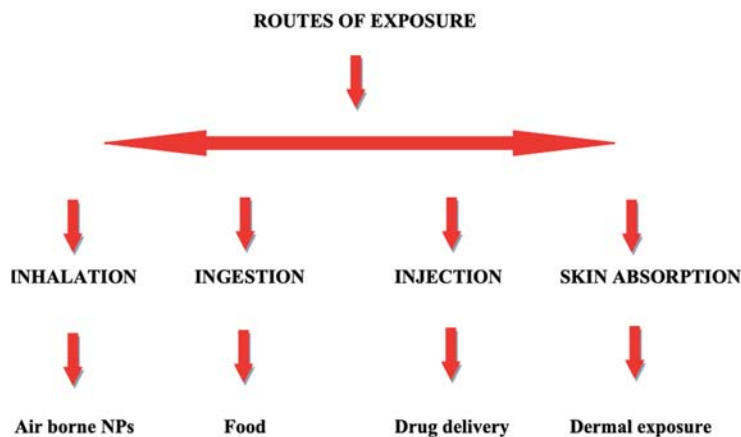 ROUTES OF EXPOSURE
INHALATION INGESTION INJECTION SKIN ABSORPTION
Air borne NPs Food Drug delivery Dermal exposure